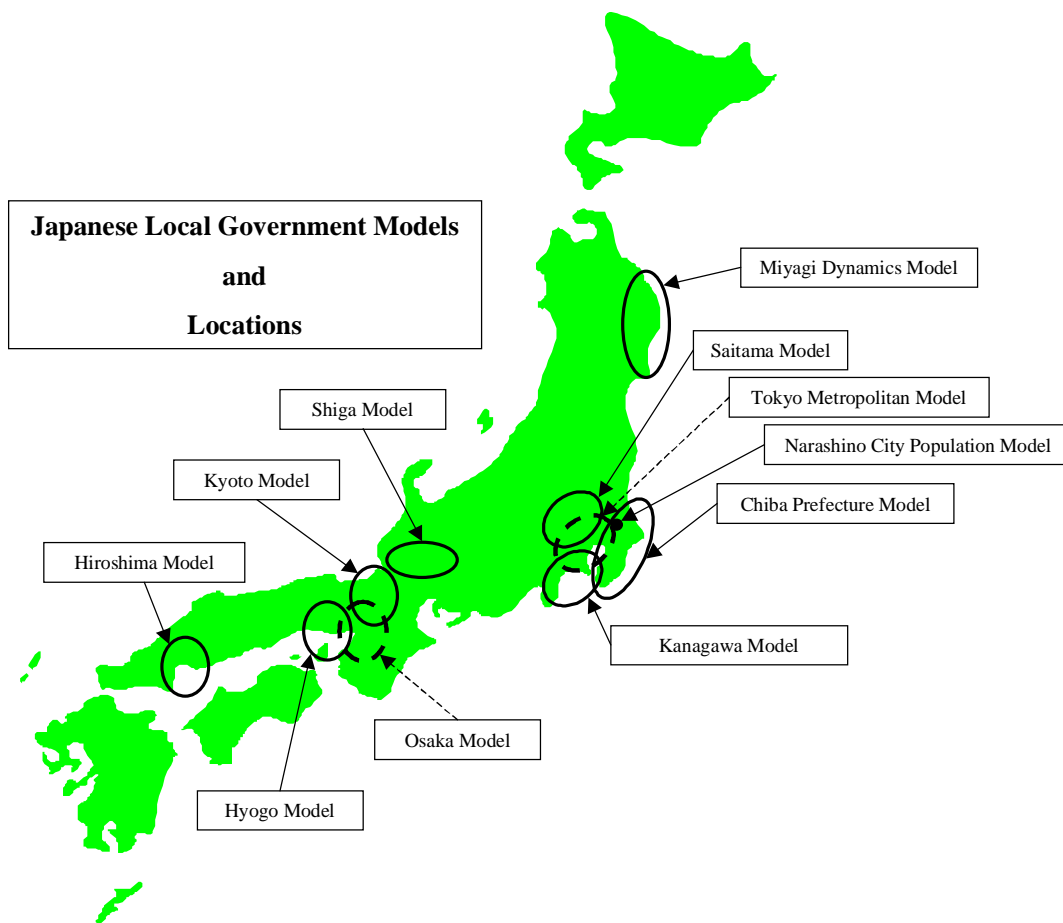 Japanese Local Government Models
and
Locations
Miyagi Dynamics Model
Saitama Model
Tokyo Metropolitan Model
Shiga Model
Narashino City Population Model
Kyoto Model
Chiba Prefecture Model
Hiroshima Model
Kanagawa Model
Osaka Model
Hyogo Model